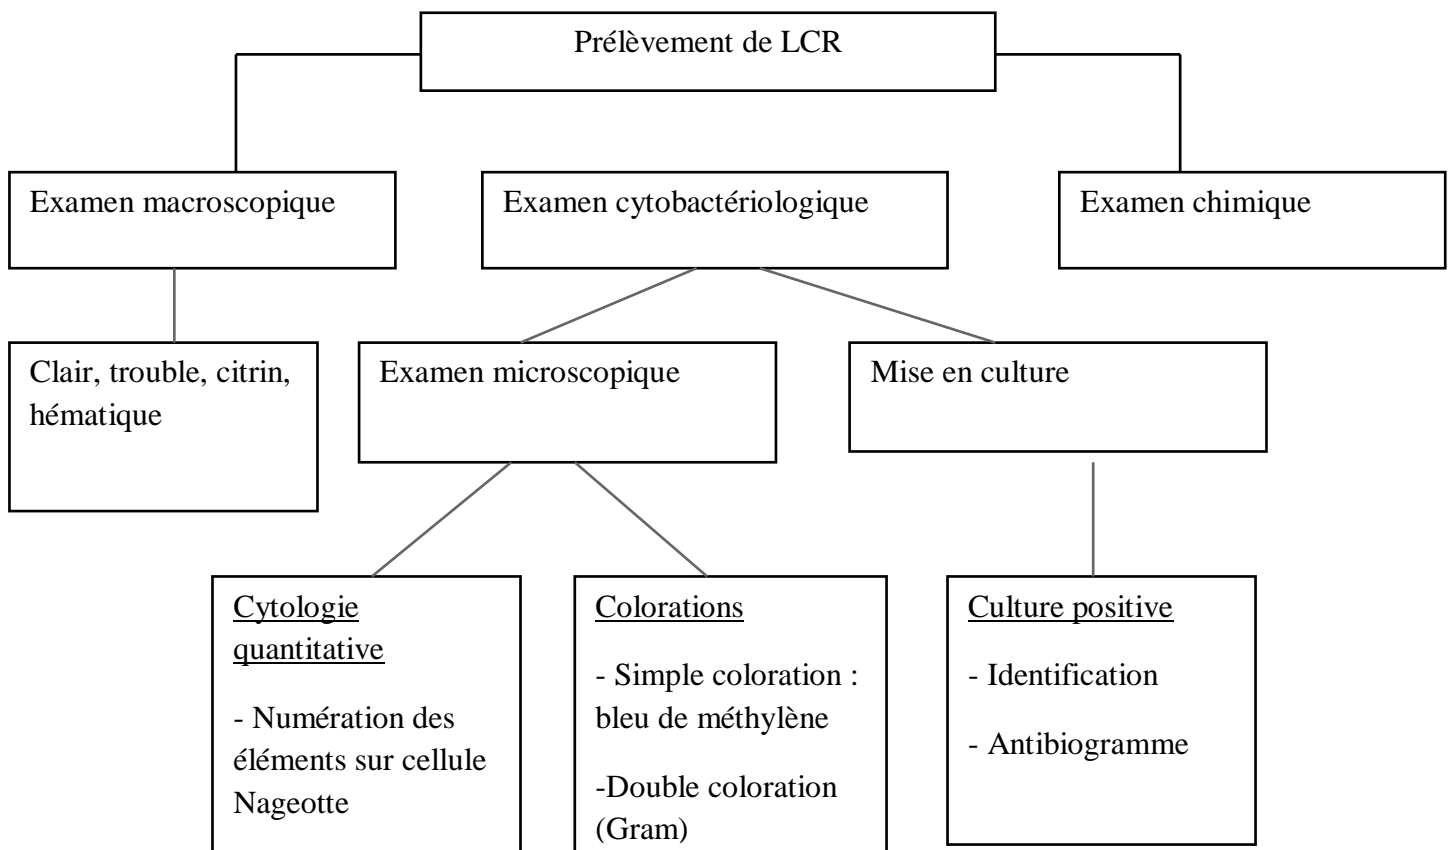 Prélèvement de LCR
Examen macroscopique
Examen cytobactériologique
Examen chimique
Clair, trouble, citrin,
hématique
Examen microscopique
Mise en culture
Cytologie
quantitative
- Numération des
éléments sur cellule
Nageotte
Colorations
- Simple coloration :
bleu de méthylène
-Double coloration
(Gram)
Culture positive
- Identification
- Antibiogramme